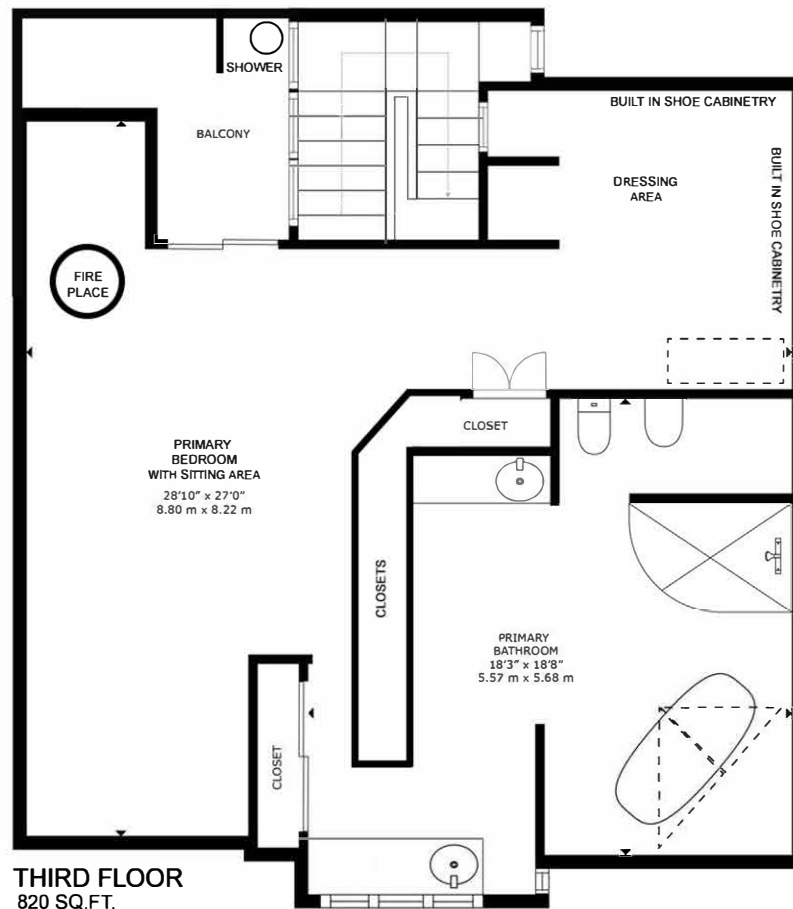 SHOWER
BUILT IN SHOE CABINETRY
BALCONY
DRESSING
AREA
BUILT IN SHOE CABINETRY
FIRE
PLACE
CLOSET
PRIMARY
BEDROOM
WITH SITTING AREA
28'10" x 27'0"
8.80 m x 8.22 m
CLOSETS
PRIMARY
BATHROOM
18'3" x 18'8"
5.57 m x 5.68 m
CLOSET
THIRD FLOOR
820 SQ.FT.